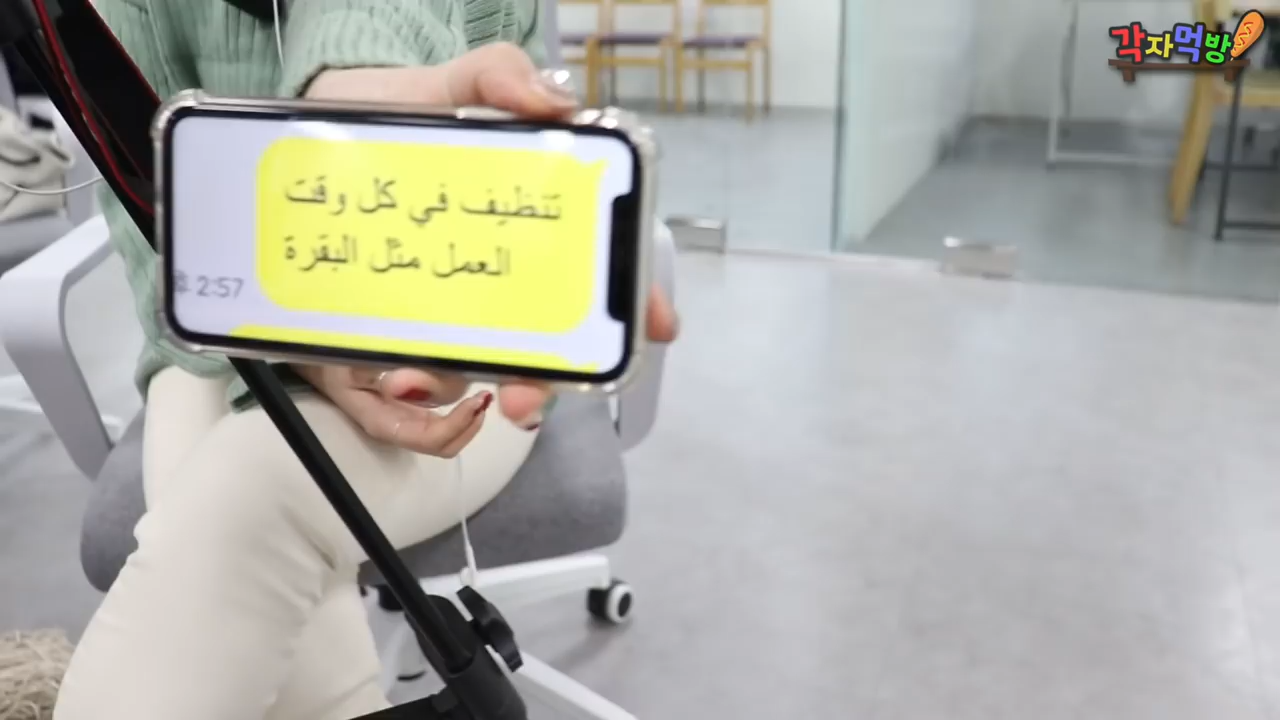 각자먹방
تنظيف في كل وقت
العمل مثل البقرة
2:57